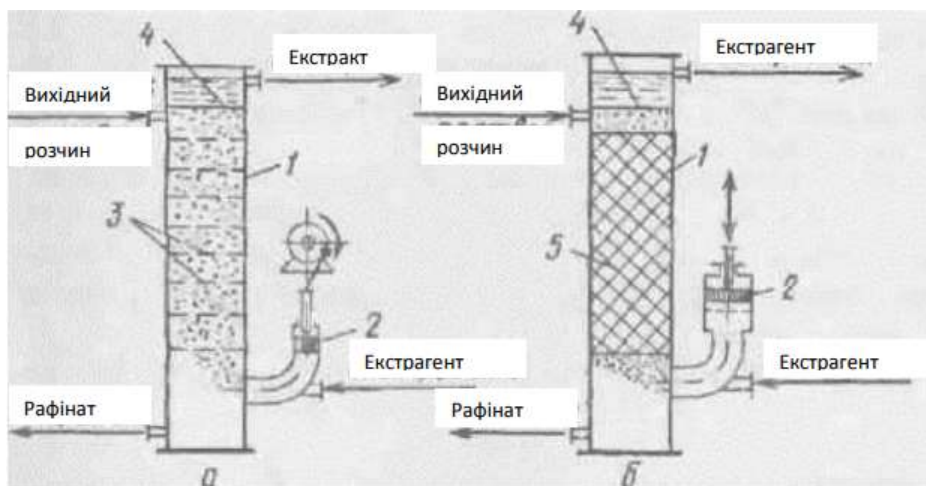 4
Екстракт
Вихідний
розчин
1
3
2
Екстрагент
Рафінат
а
4
Екстрагент
Вихідний
розчин
1
5
2
Екстрагент
Рафінат
б